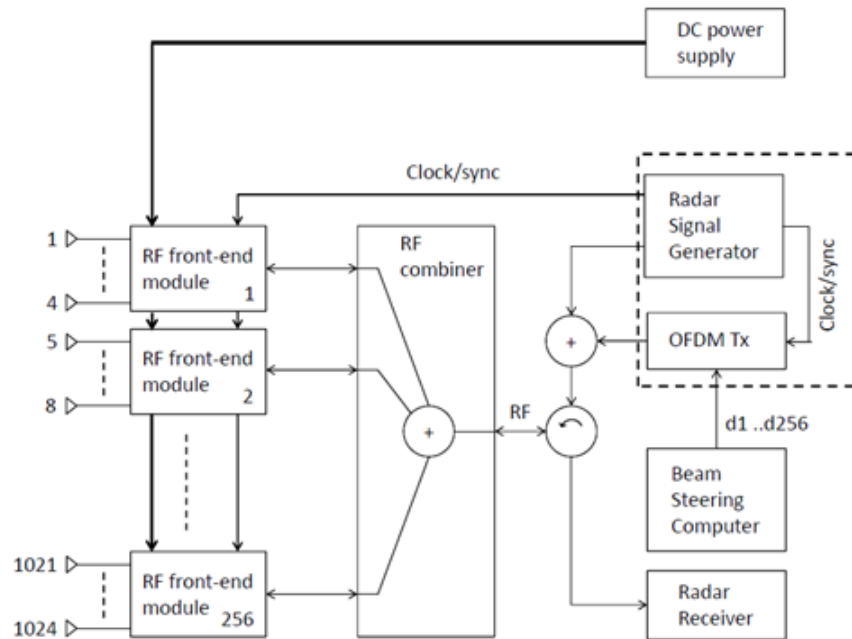 DC power
supply
Clock/sync
Radar
Signal
Generator
Clock/sync
RF
combiner
1
RF front-end
module
1
4
5
RF front-end
module
2
8
+
OFDM Tx
+
RF
d1 ..d256
Beam
Steering
Computer
1021
RF front-end
module
256
1024
Radar
Receiver